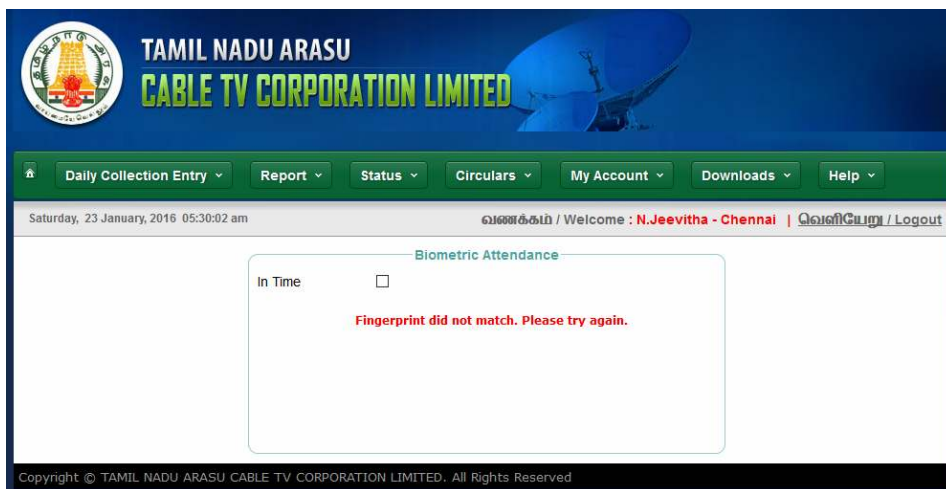 TAMIL NADU ARASU
CABLE TV CORPORATION LIMITED
Daily Collection Entry Report Status Circulars My Account Downloads Help
Saturday, 23 January, 2016 05:30:02 am வணக்கம் / Welcome : N.Jeevitha - Chennai | வெளியேறு / Logout
Biometric Attendance
In Time
Fingerprint did not match. Please try again.
Copyright © TAMIL NADU ARASU CABLE TV CORPORATION LIMITED. All Rights Reserved